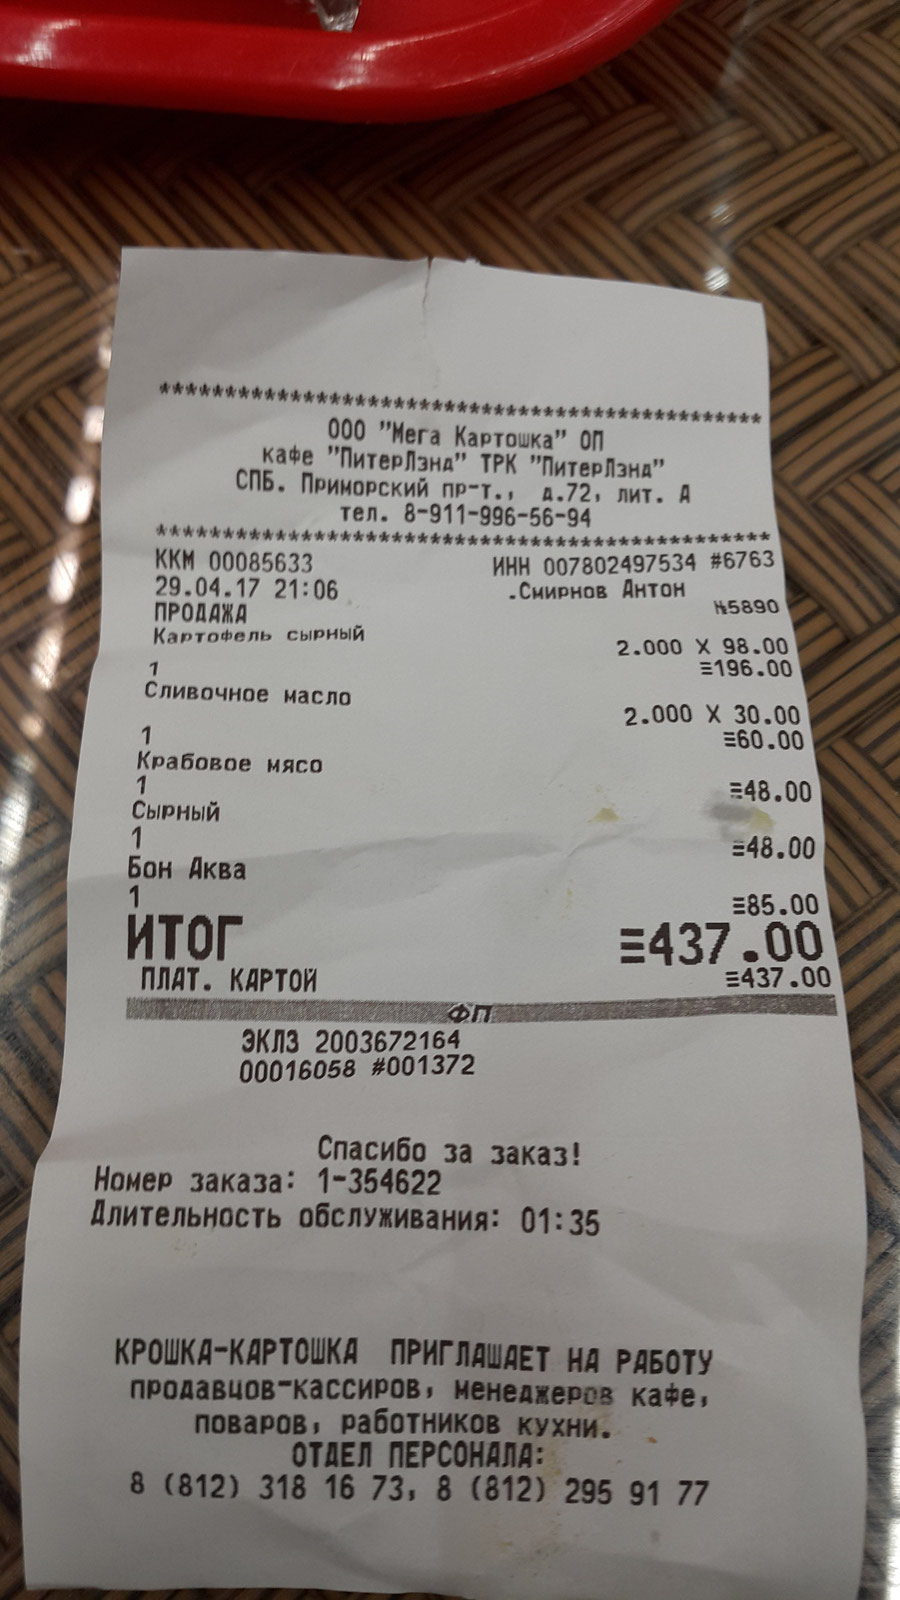 ************************************************
ООО "Мега Картошка" ОП
кафе "ПитерЛэнд" ТРК "ПитерЛэнд"
СПБ. Приморский пр-т., д.72, лит. А
тел. 8-911-996-56-94
************************************************
ККМ 00085633 ИНН 007802497534 #6763
29.04.17 21:06 .Смирнов Антон
ПРОДАЖА №5890
Картофель сырный
2.000 X 98.00
1 ≡196.00
Сливочное масло
2.000 X 30.00
1 ≡60.00
Крабовое мясо
1 ≡48.00
Сырный
1 ≡48.00
Бон Аква
1 ≡85.00
ИТОГ ≡437.00
ПЛАТ. КАРТОЙ ≡437.00
ФП
ЭКЛЗ 2003672164
00016058 #001372
Спасибо за заказ!
Номер заказа: 1-354622
Длительность обслуживания: 01:35
КРОШКА-КАРТОШКА ПРИГЛАШАЕТ НА РАБОТУ
продавцов-кассиров, менеджеров кафе,
поваров, работников кухни.
ОТДЕЛ ПЕРСОНАЛА:
8 (812) 318 16 73, 8 (812) 295 91 77